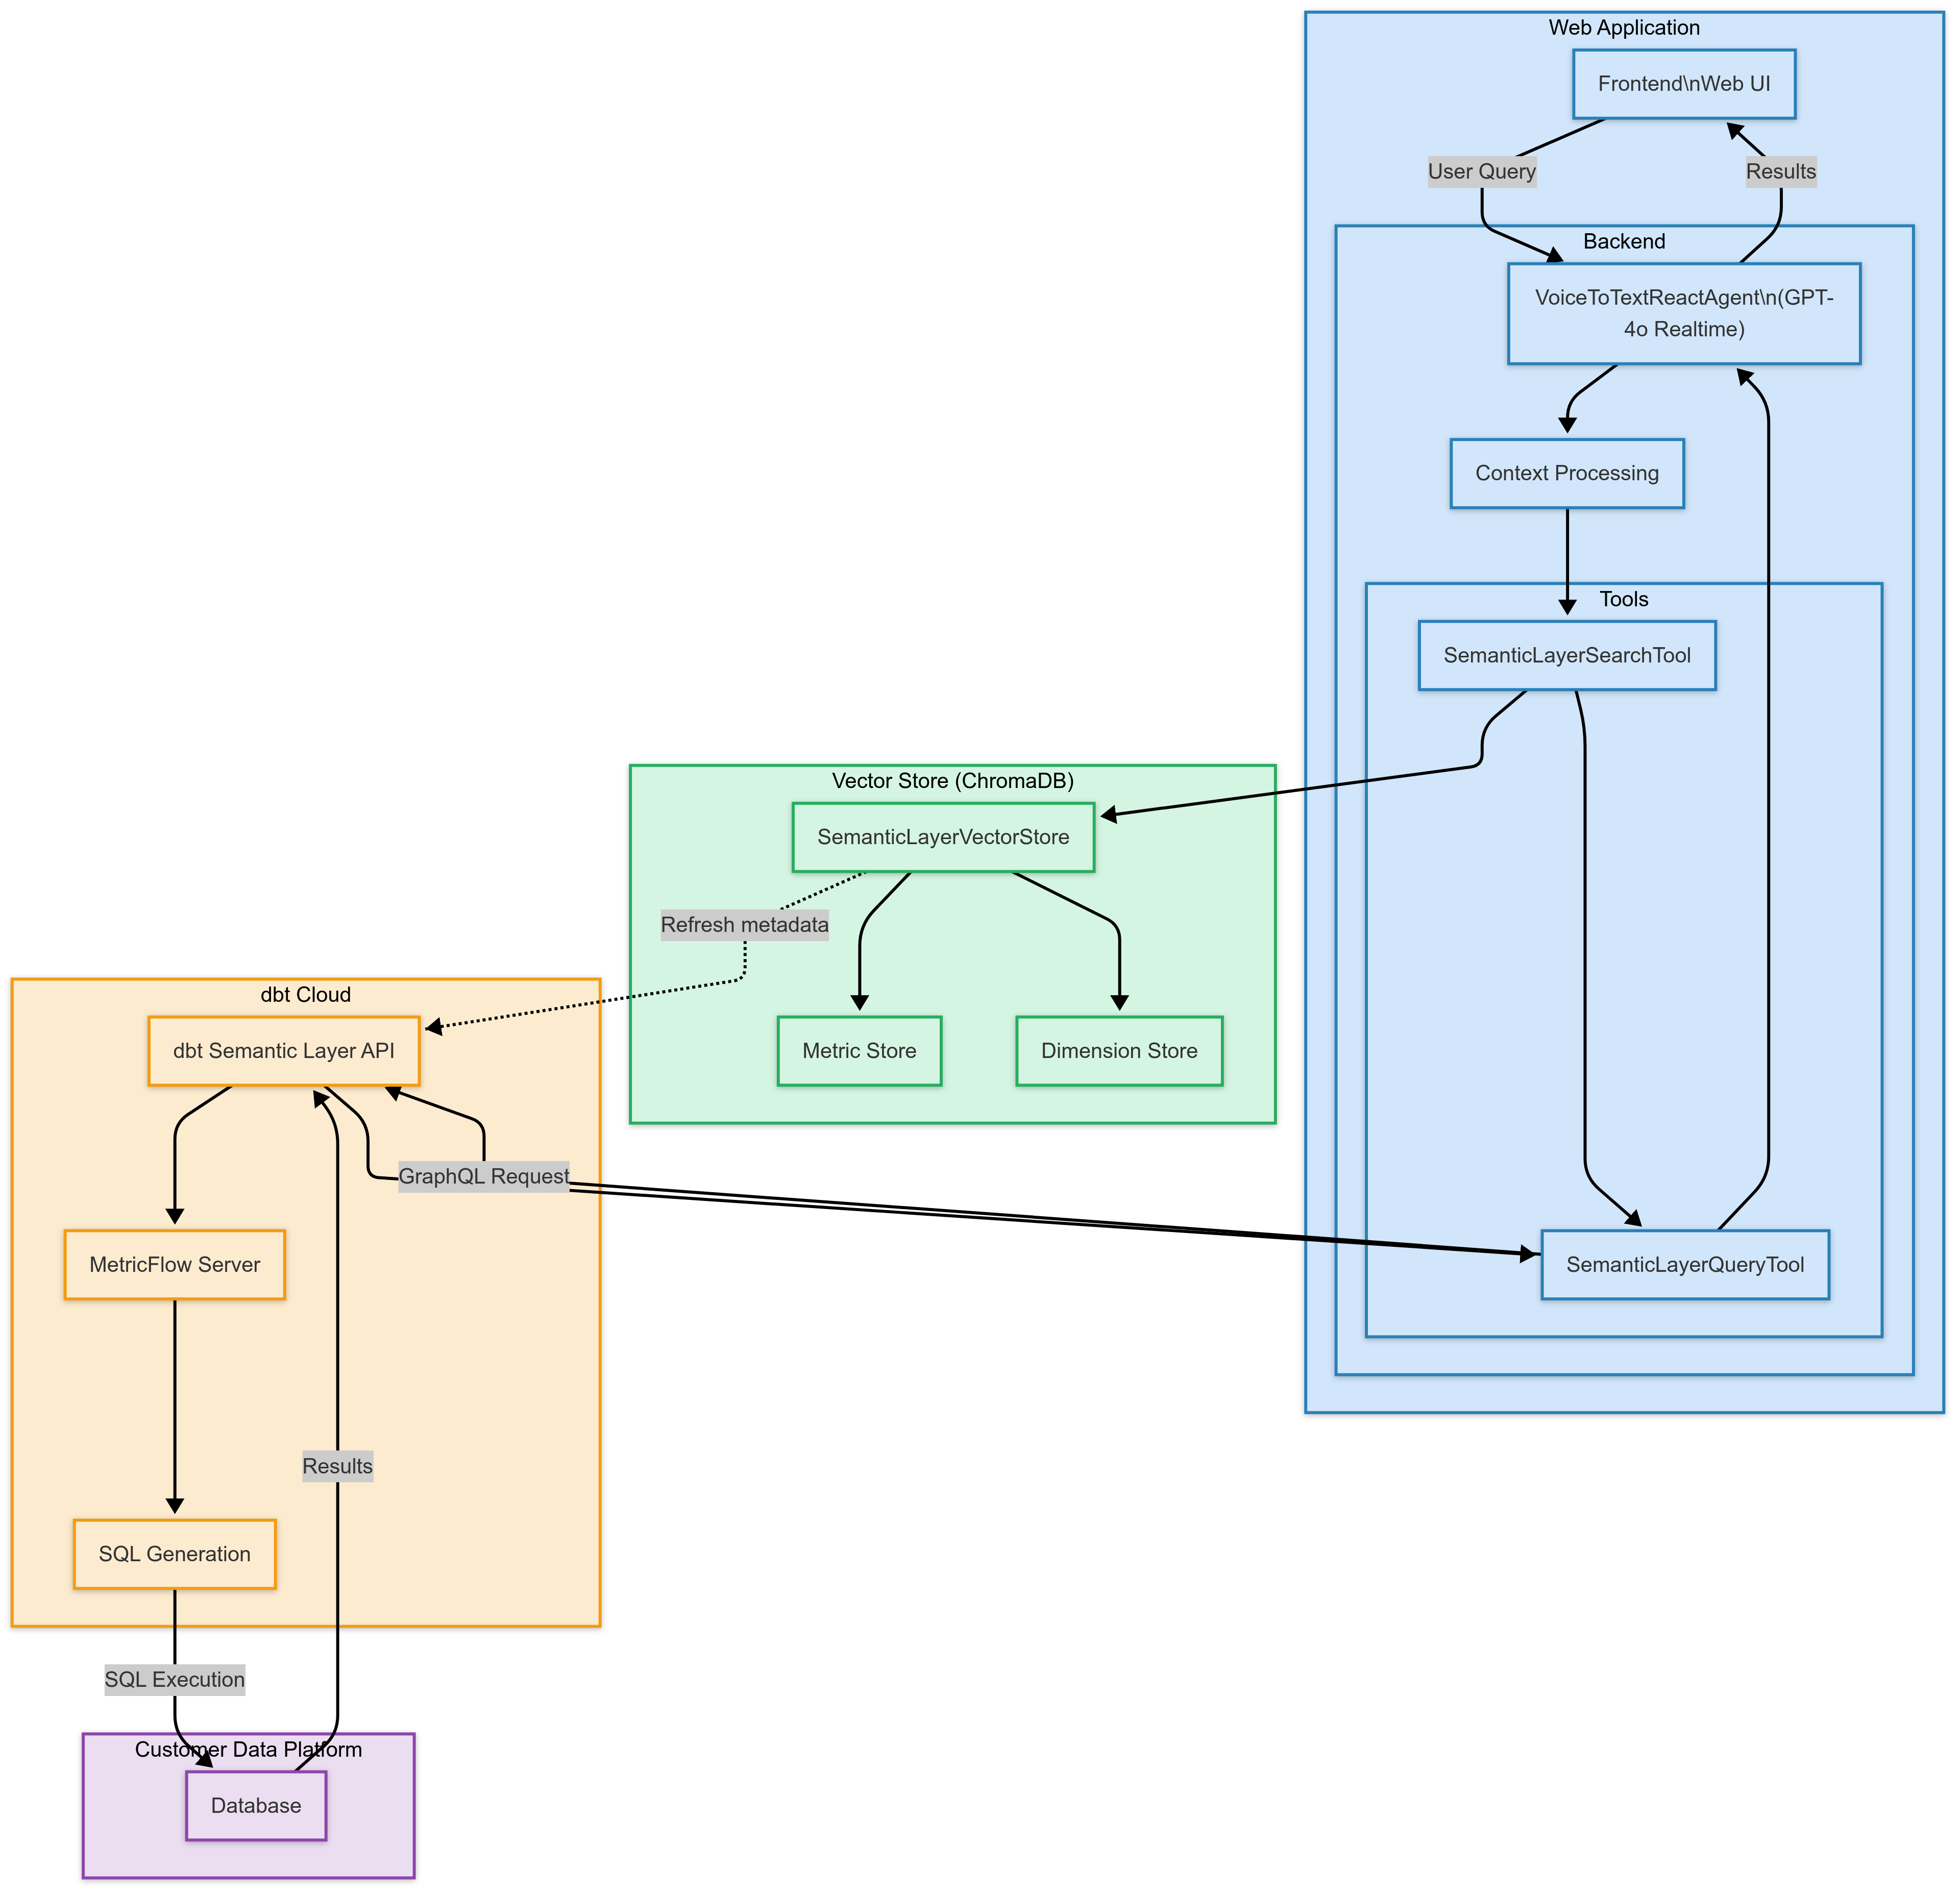 Web Application
Frontend\nWeb UI
User Query
Results
Backend
VoiceToTextReactAgent\n(GPT-
4o Realtime)
Context Processing
Tools
SemanticLayerSearchTool
Vector Store (ChromaDB)
SemanticLayerVectorStore
Refresh metadata
Metric Store
Dimension Store
dbt Cloud
dbt Semantic Layer API
GraphQL Request
MetricFlow Server
SemanticLayerQueryTool
Results
SQL Generation
SQL Execution
Customer Data Platform
Database